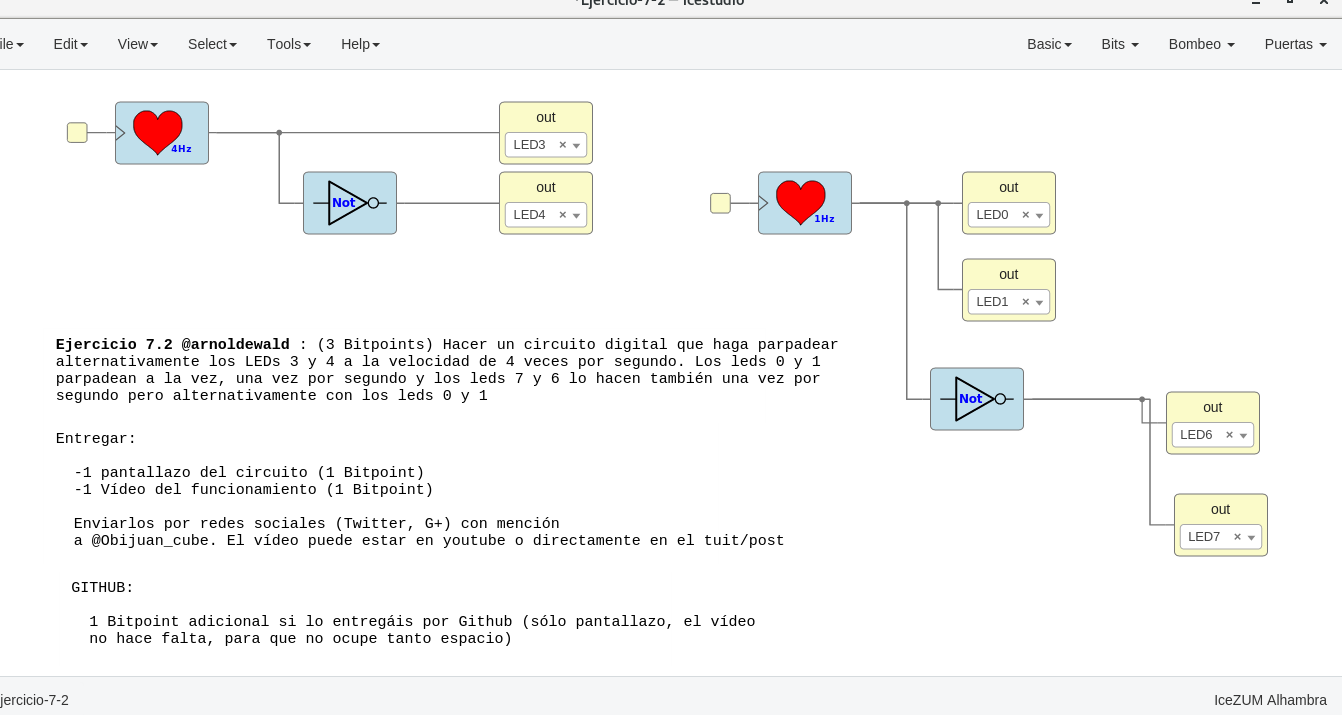 *Ejercicio-7-2 — Icestudio
ile Edit View Select Tools Help Basic Bits Bombeo Puertas
4Hz
out
LED3 ×
Not
out
LED4 ×
1Hz
out
LED0 ×
out
LED1 ×
Not
out
LED6 ×
out
LED7 ×
Ejercicio 7.2 @arnoldewald : (3 Bitpoints) Hacer un circuito digital que haga parpadear
alternativamente los LEDs 3 y 4 a la velocidad de 4 veces por segundo. Los leds 0 y 1
parpadean a la vez, una vez por segundo y los leds 7 y 6 lo hacen también una vez por
segundo pero alternativamente con los leds 0 y 1
Entregar:
-1 pantallazo del circuito (1 Bitpoint)
-1 Vídeo del funcionamiento (1 Bitpoint)
Enviarlos por redes sociales (Twitter, G+) con mención
a @Obijuan_cube. El vídeo puede estar en youtube o directamente en el tuit/post
GITHUB:
1 Bitpoint adicional si lo entregáis por Github (sólo pantallazo, el vídeo
no hace falta, para que no ocupe tanto espacio)
jercicio-7-2
IceZUM Alhambra